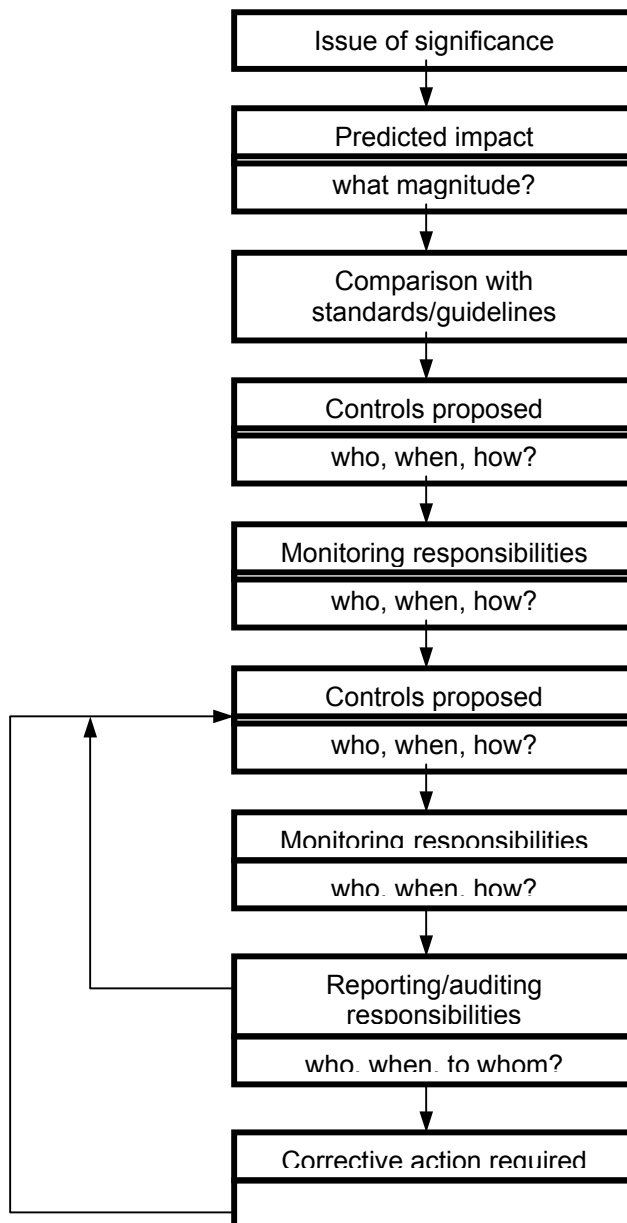 Issue of significance
Predicted impact
what magnitude?
Comparison with
standards/guidelines
Controls proposed
who, when, how?
Monitoring responsibilities
who, when, how?
Controls proposed
who, when, how?
Monitoring responsibilities
who, when, how?
Reporting/auditing
responsibilities
who, when, to whom?
Corrective action required